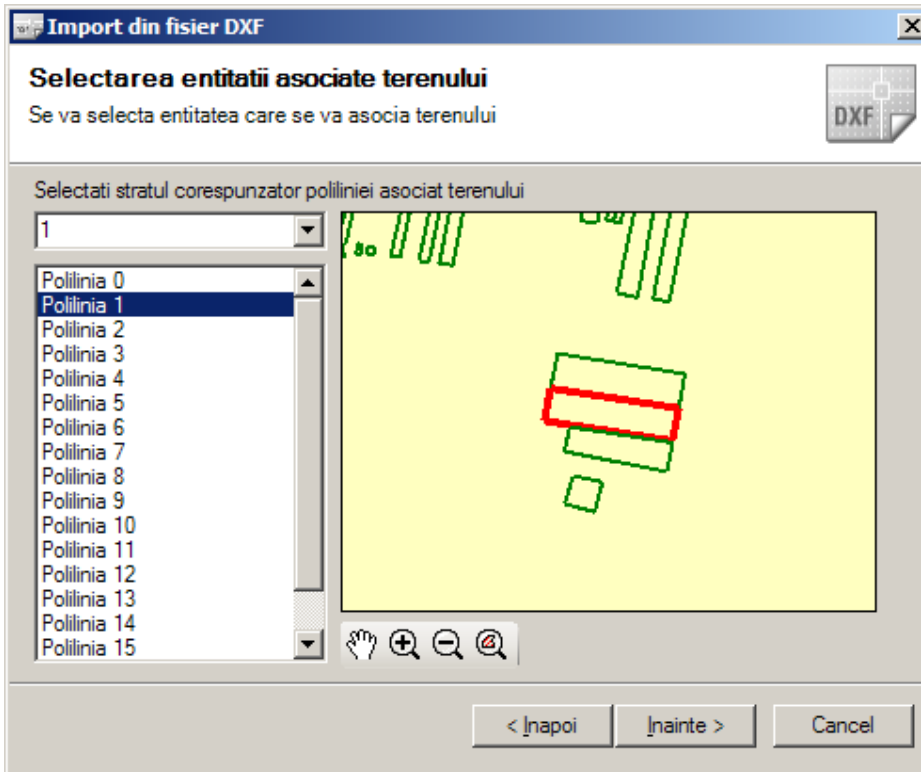 Import din fisier DXF
Selectarea entitatii asociate terenului
Se va selecta entitatea care se va asocia terenului
DXF
Selectati stratul corespunzator poliniei asociat terenului
1
Polilinia 0
Polilinia 1
Polilinia 2
Polilinia 3
Polilinia 4
Polilinia 5
Polilinia 6
Polilinia 7
Polilinia 8
Polilinia 9
Polilinia 10
Polilinia 11
Polilinia 12
Polilinia 13
Polilinia 14
Polilinia 15
< Inapoi
Inainte >
Cancel